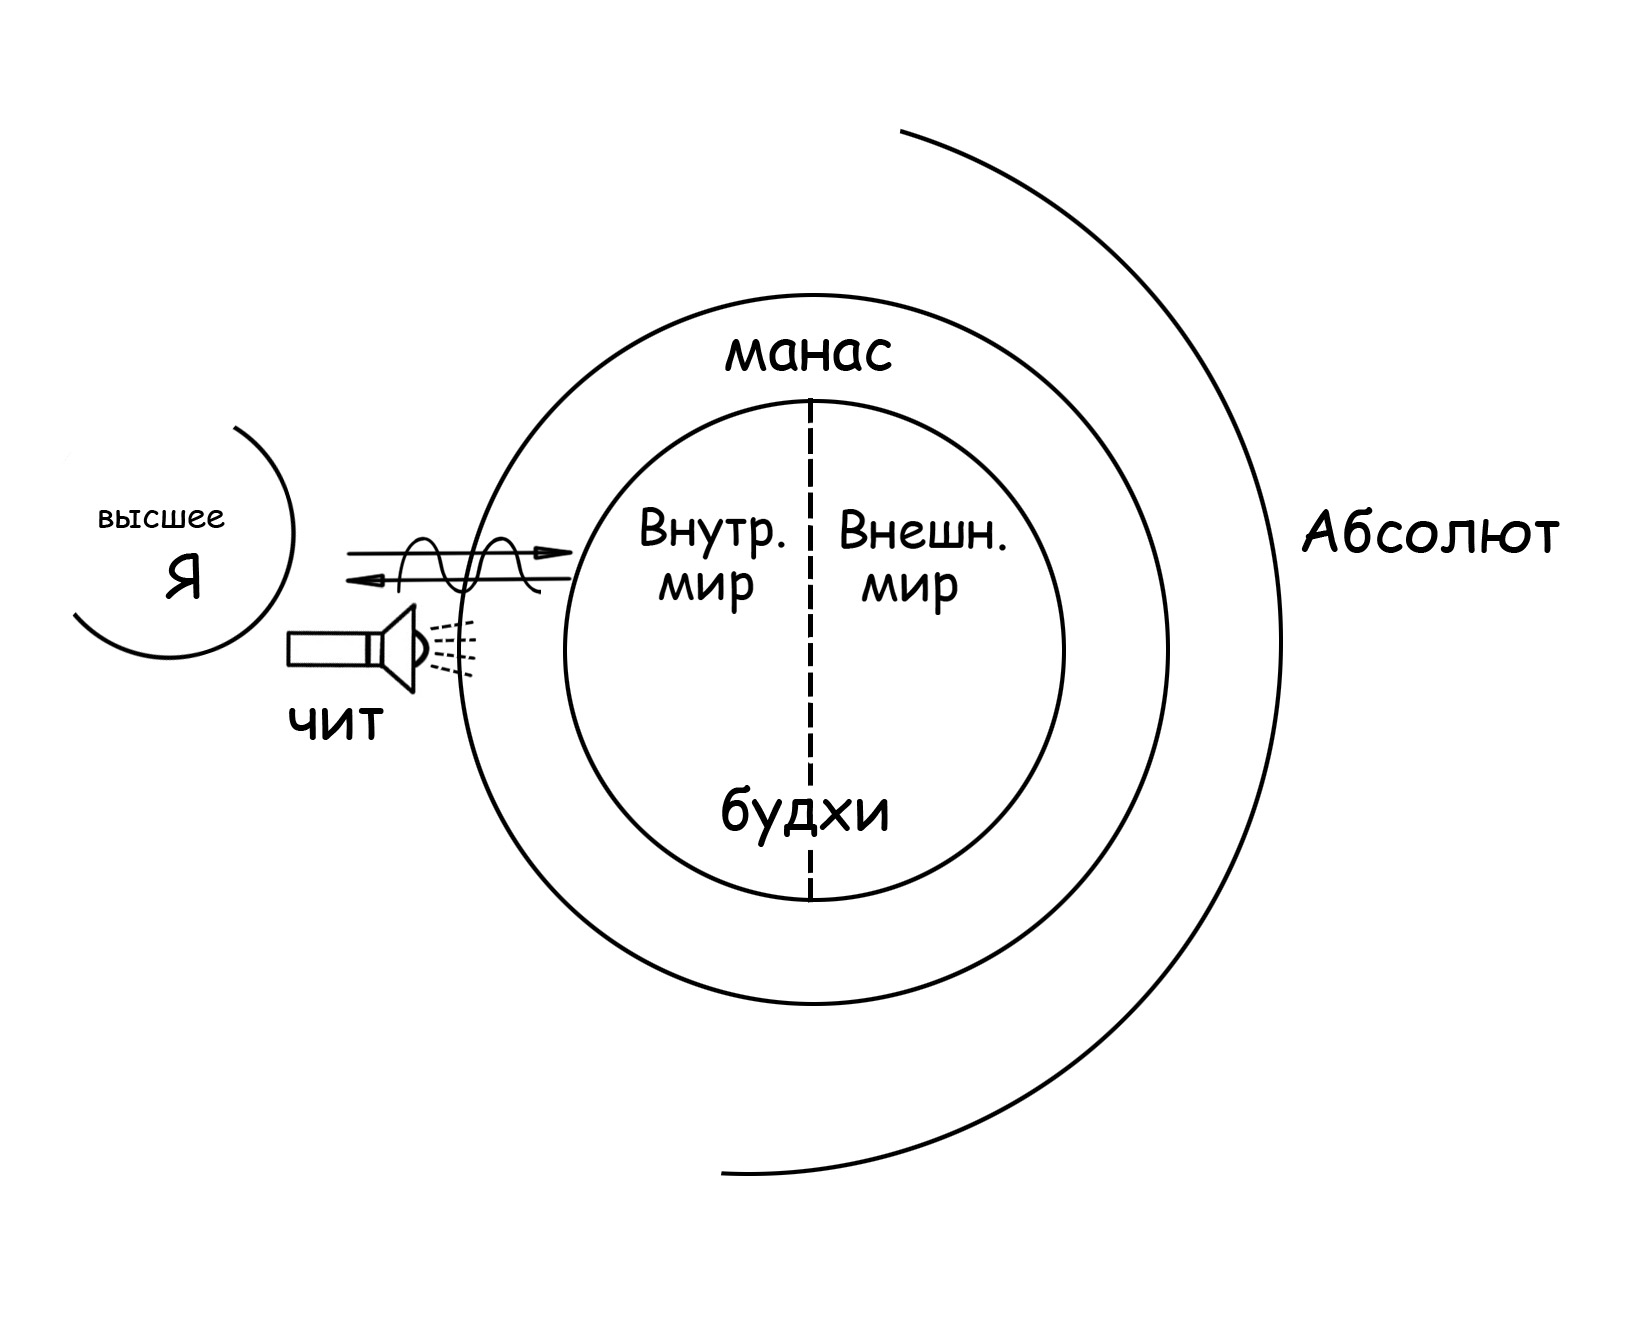 манас
высшее
Я
Внутр.
мир
Внешн.
мир
Абсолют
чит
будхи